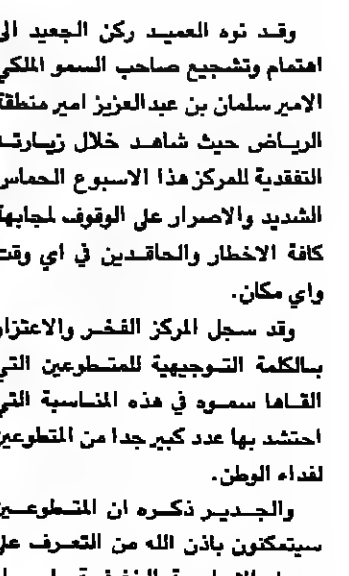 وقد نوه العميد ركن الجعيد الى
اهتمام وتشجيع صاحب السمو الملكي
الامير سلمان بن عبدالعزيز امير منطقة
الرياض حيث شاهد خلال زيارته
التفقدية للمركز هذا الاسبوع الحماس
الشديد والاصرار على الوقوف لمجابهة
كافة الاخطار والحاقدين في اي وقت
واي مكان.
وقد سجل المركز الفخر والاعتزاز
بالكلمة التوجيهية للمتطوعين التي
القاها سموه في هذه المناسبة التي
احتشد بها عدد كبير جدا من المتطوعين
لفداء الوطن.
والجدير ذكره ان المتطوعين
سيتمكنون باذن الله من التعرف على